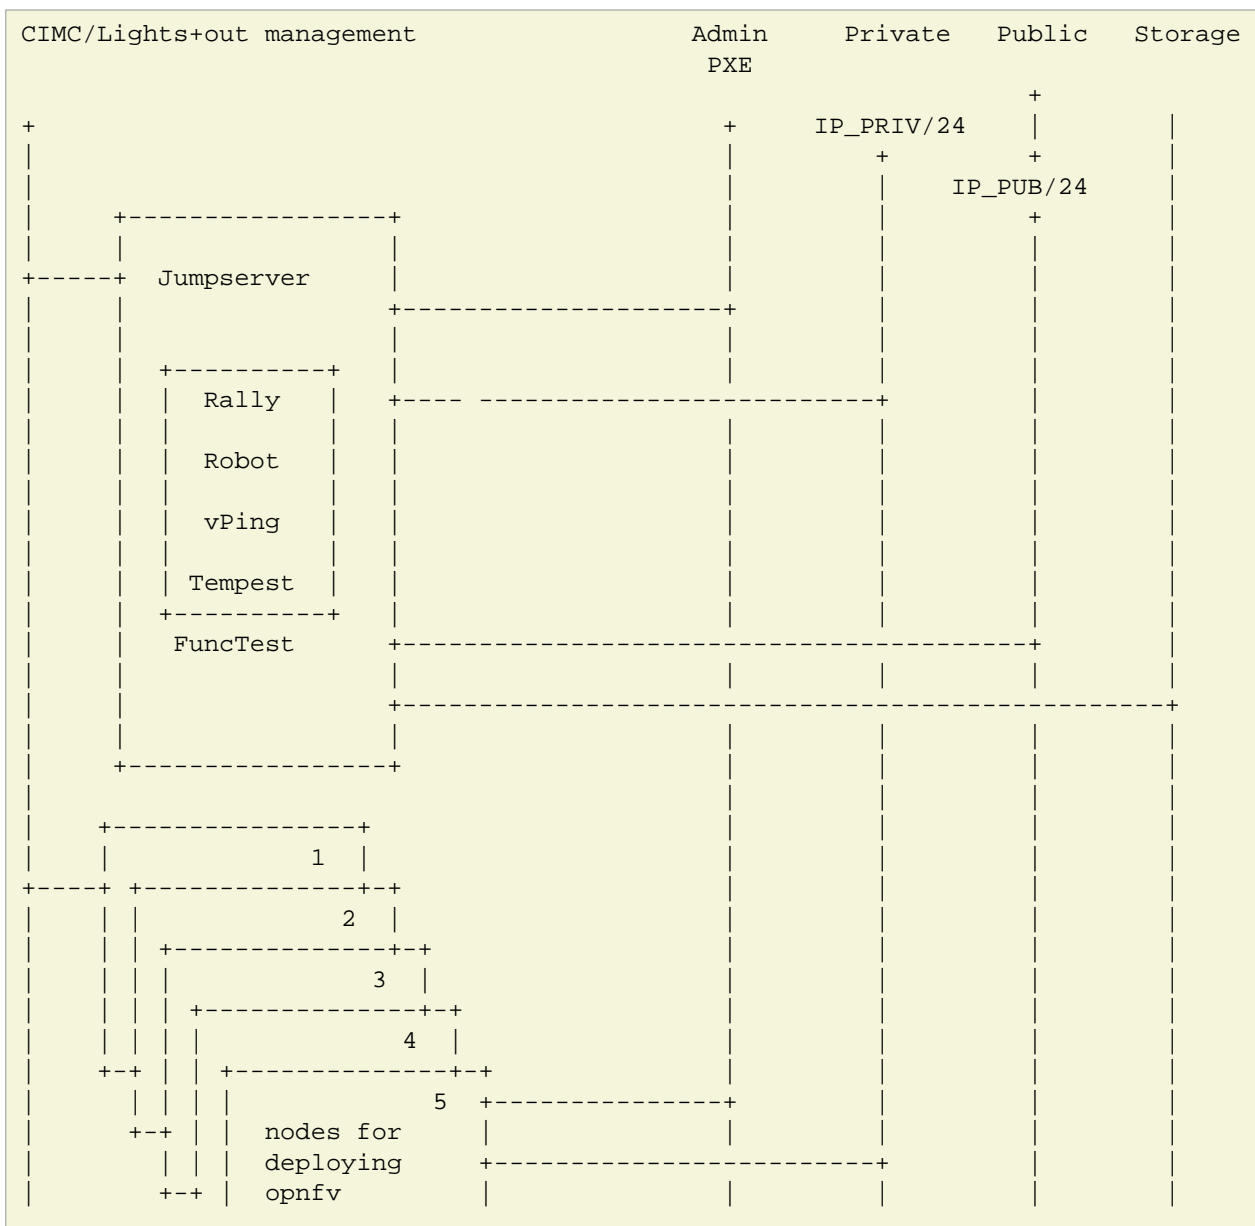 CIMC/Lights+out management Admin Private Public Storage
PXE
IP_PRIV/24
IP_PUB/24
Jumpserver
Rally
Robot
vPing
Tempest
FuncTest
1
2
3
4
5
nodes for
deploying
opnfv